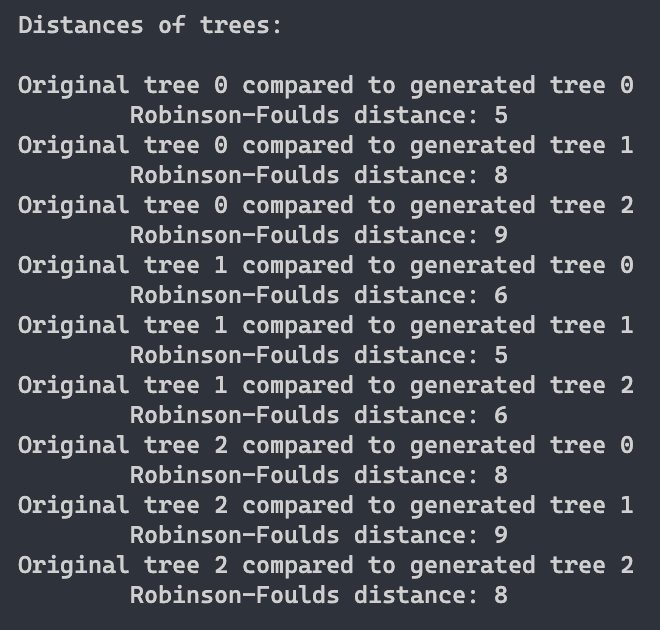 Distances of trees:
Original tree 0 compared to generated tree 0
Robinson-Foulds distance: 5
Original tree 0 compared to generated tree 1
Robinson-Foulds distance: 8
Original tree 0 compared to generated tree 2
Robinson-Foulds distance: 9
Original tree 1 compared to generated tree 0
Robinson-Foulds distance: 6
Original tree 1 compared to generated tree 1
Robinson-Foulds distance: 5
Original tree 1 compared to generated tree 2
Robinson-Foulds distance: 6
Original tree 2 compared to generated tree 0
Robinson-Foulds distance: 8
Original tree 2 compared to generated tree 1
Robinson-Foulds distance: 9
Original tree 2 compared to generated tree 2
Robinson-Foulds distance: 8